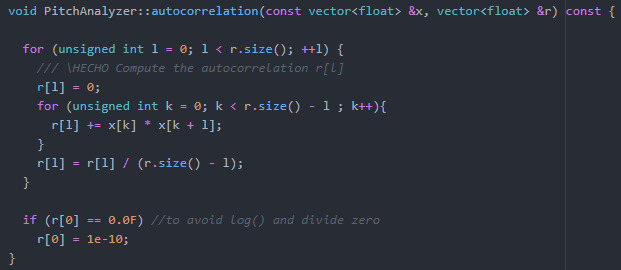 void PitchAnalyzer::autocorrelation(const vector<float> &x, vector<float> &r) const {
for (unsigned int l = 0; l < r.size(); ++l) {
/// \HECHO Compute the autocorrelation r[l]
r[l] = 0;
for (unsigned int k = 0; k < r.size() - l ; k++){
r[l] += x[k] * x[k + l];
}
r[l] = r[l] / (r.size() - l);
}
if (r[0] == 0.0F) //to avoid log() and divide zero
r[0] = 1e-10;
}